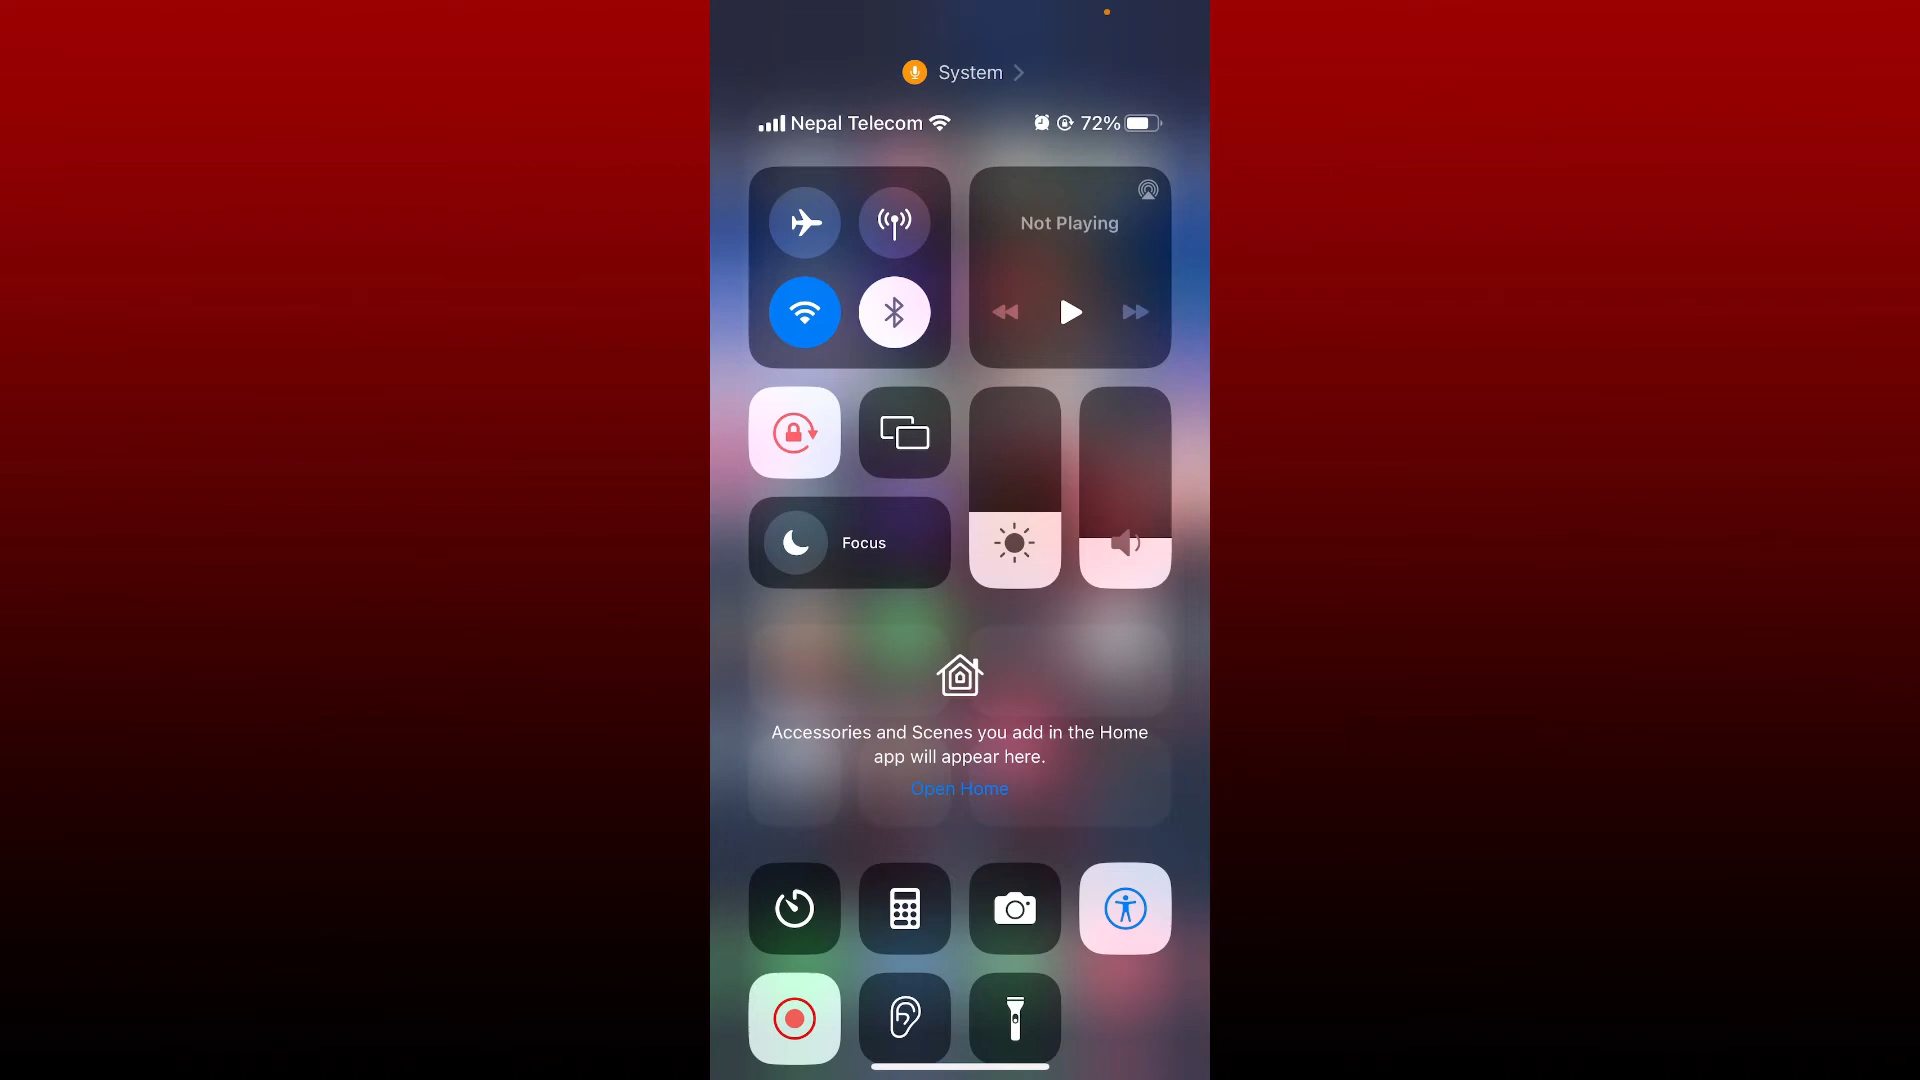 System
Nepal Telecom
72%
Not Playing
Focus
Accessories and Scenes you add in the Home
app will appear here.
Open Home